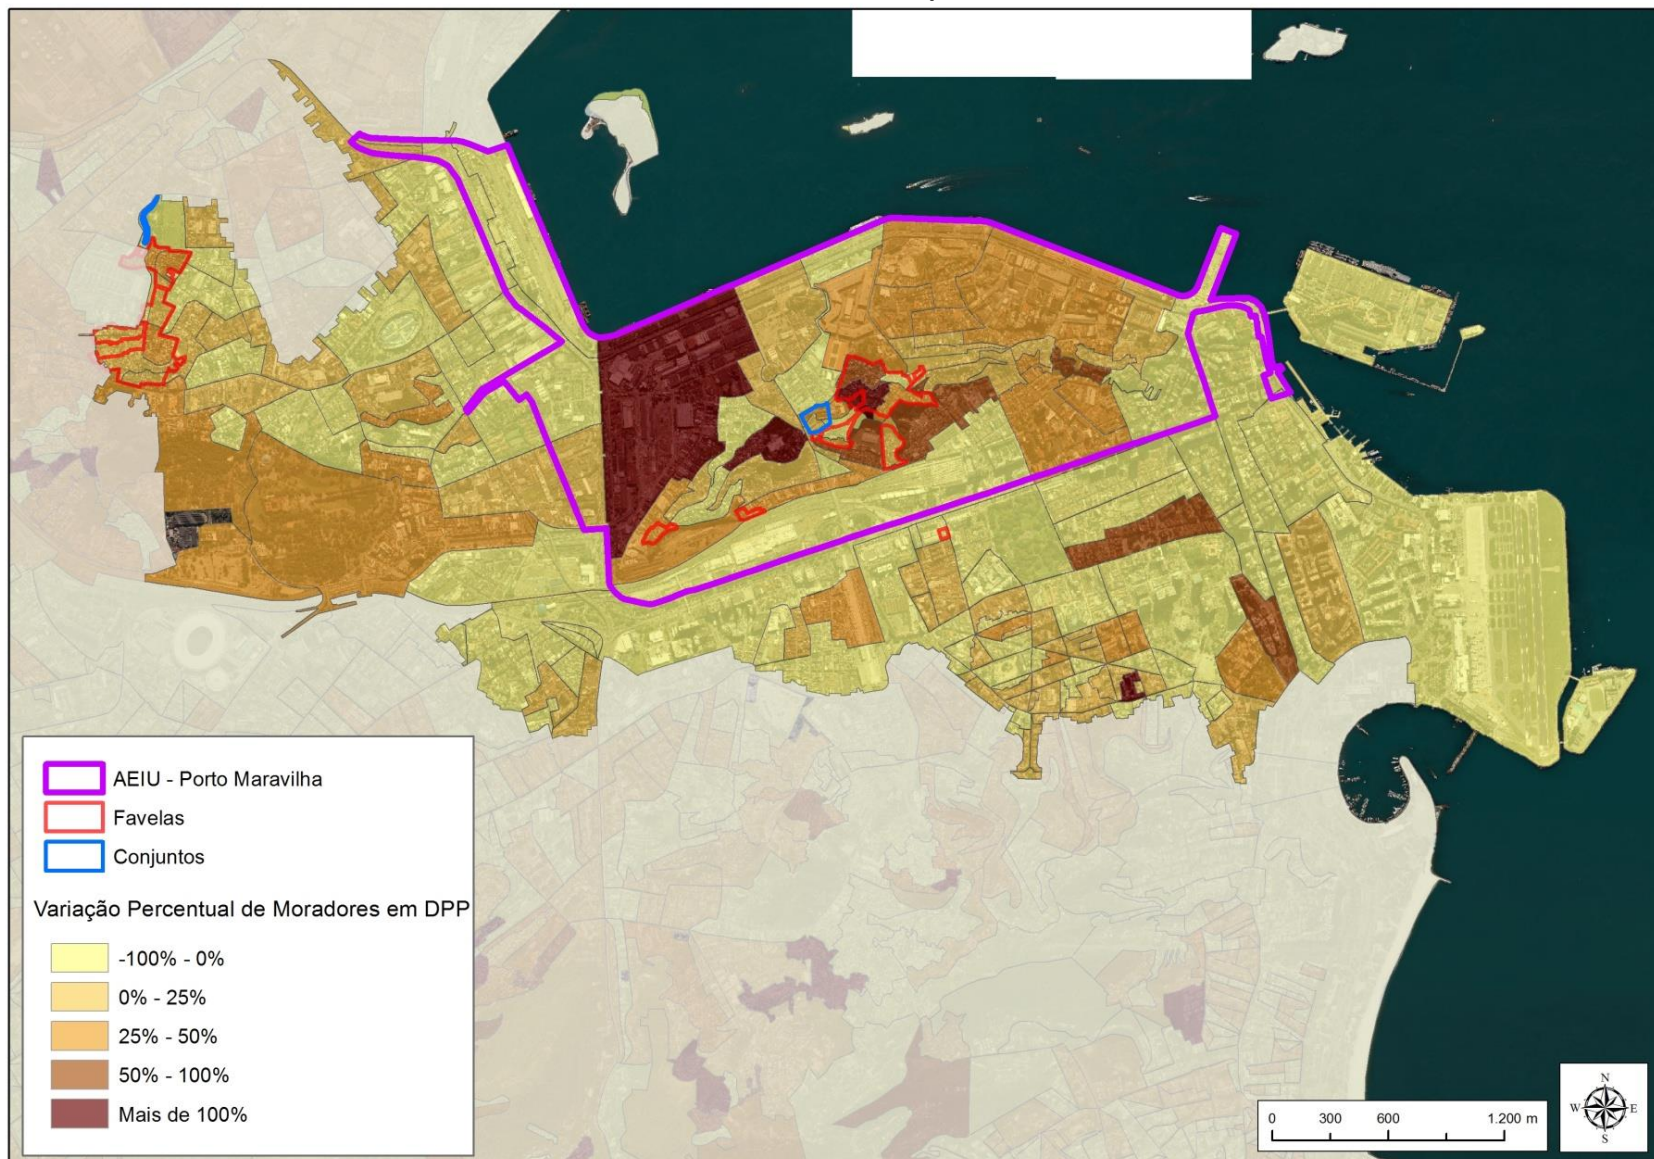 AEIU - Porto Maravilha
Favelas
Conjuntos
Variação Percentual de Moradores em DPP
-100% - 0%
0% - 25%
25% - 50%
50% - 100%
Mais de 100%
0 300 600 1.200 m
N
W E
S